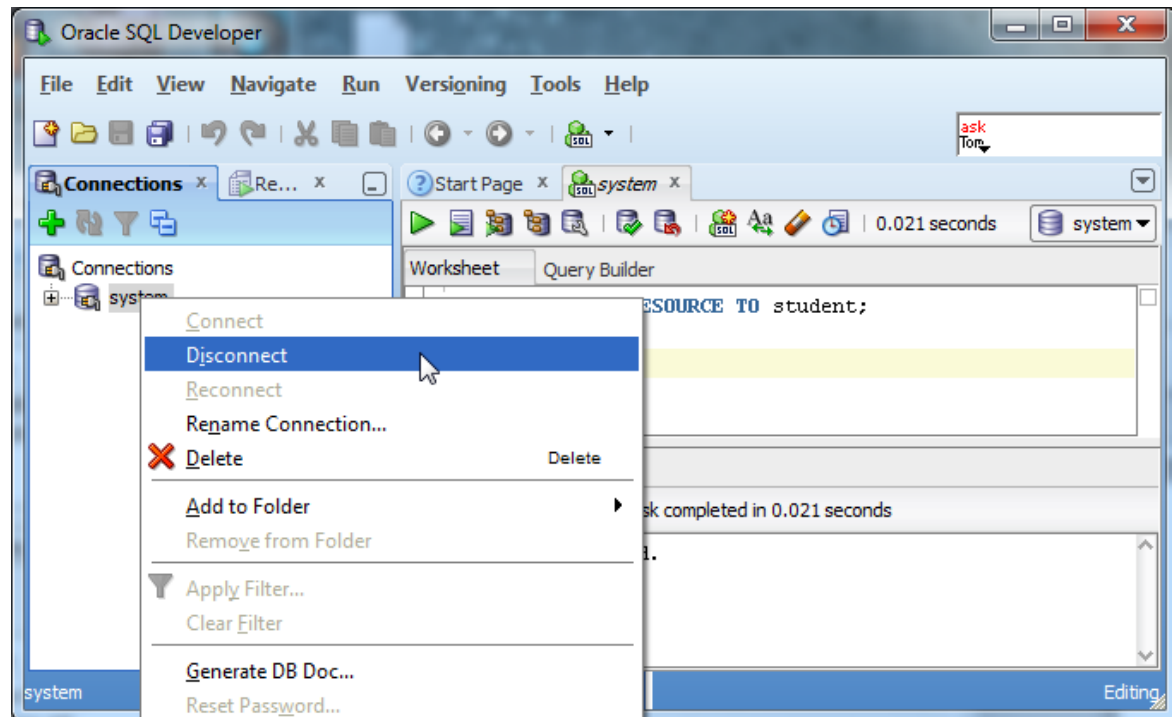 Oracle SQL Developer
File Edit View Navigate Run Versioning Tools Help
SQL
ask
Tom
Connections Re... Start Page system
SQL Aa 0.021 seconds system
Connections
Worksheet Query Builder
system
ESOURCE TO student;
Connect
Disconnect
Reconnect
Rename Connection...
Delete Delete
Add to Folder
sk completed in 0.021 seconds
Remove from Folder
Apply Filter...
Clear Filter
Generate DB Doc...
Reset Password...
system Editing